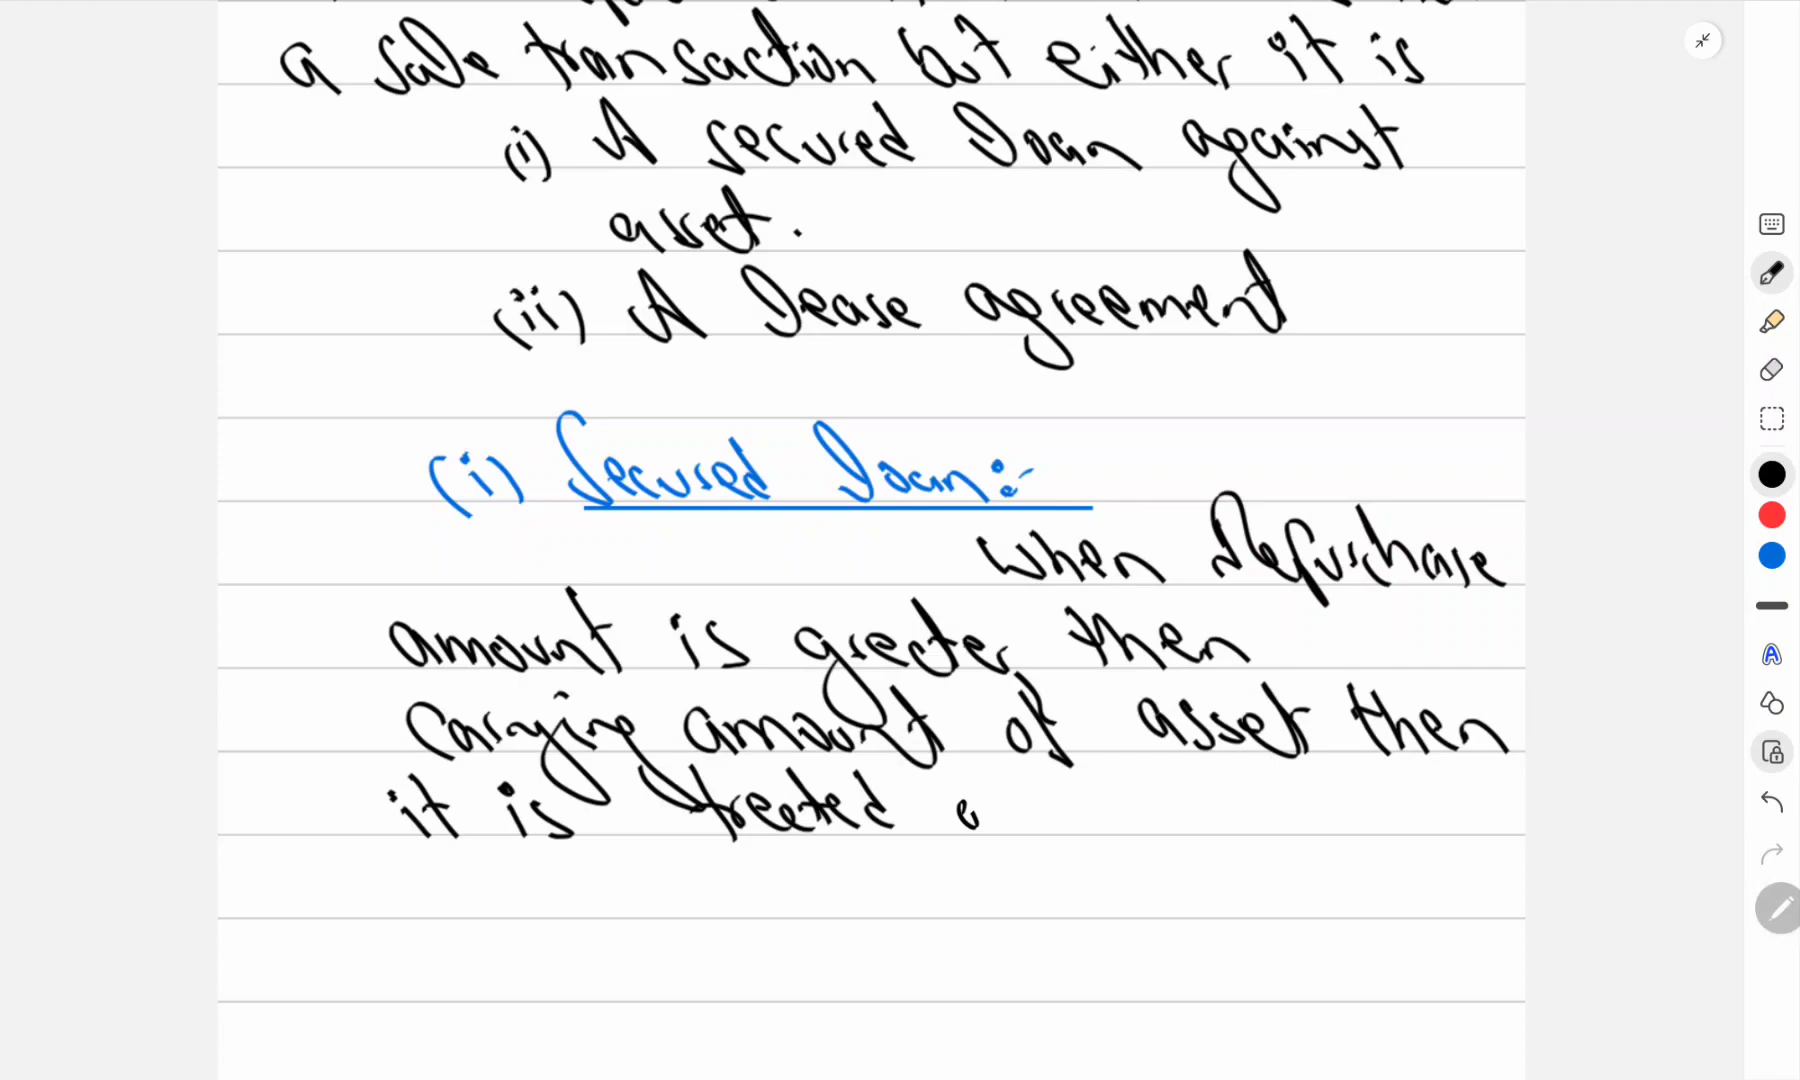 a sale transaction but either it is
(i) A secured loan against
asset.
(ii) A lease agreement
(i) Secured loan:-
when Repurchase
amount is greater then
Carrying amount of asset then
it is treated